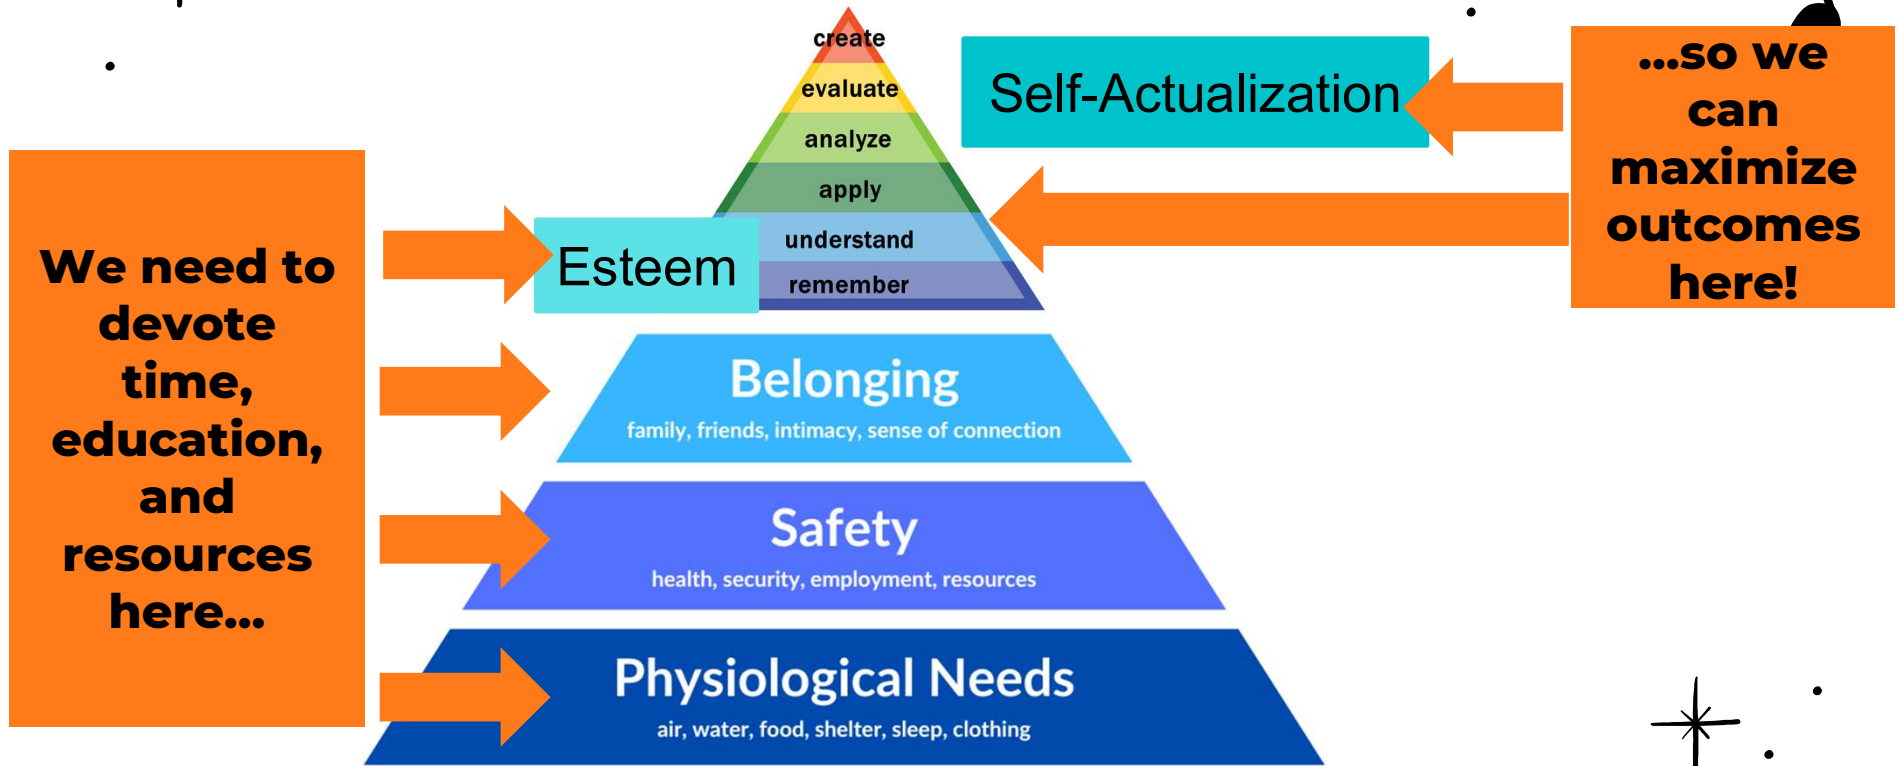 We need to
devote
time,
education,
and
resources
here...
create
evaluate
analyze
apply
understand
remember
Esteem
Self-Actualization
...so we
can
maximize
outcomes
here!
Belonging
family, friends, intimacy, sense of connection
Safety
health, security, employment, resources
Physiological Needs
air, water, food, shelter, sleep, clothing